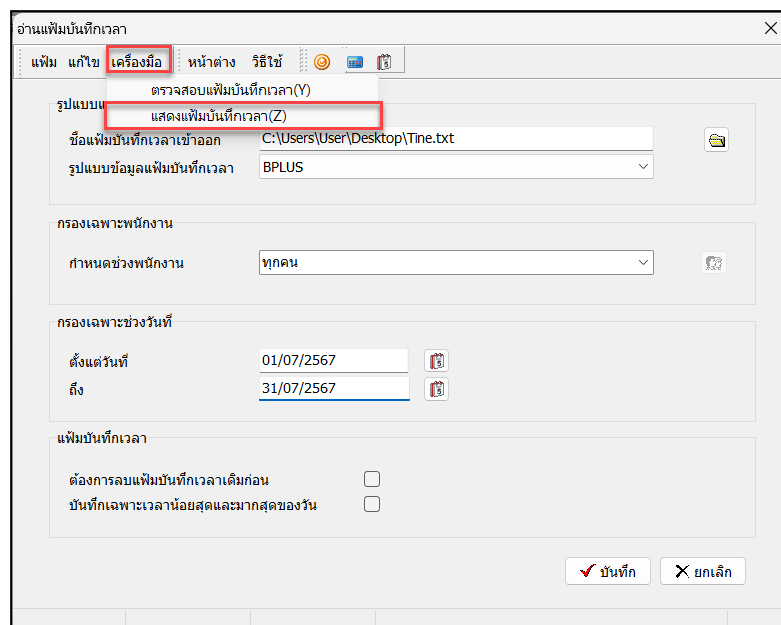 อ่านแฟ้มบันทึกเวลา
แฟ้ม แก้ไข เครื่องมือ หน้าต่าง วิธีใช้
ตรวจสอบแฟ้มบันทึกเวลา(Y)
แสดงแฟ้มบันทึกเวลา(Z)
รูปแบบ
ชื่อแฟ้มบันทึกเวลาเข้าออก C:\Users\User\Desktop\Tine.txt
รูปแบบข้อมูลแฟ้มบันทึกเวลา BPLUS
กรองเฉพาะพนักงาน
กำหนดช่วงพนักงาน ทุกคน
กรองเฉพาะช่วงวันที่
ตั้งแต่วันที่ 01/07/2567
ถึง 31/07/2567
แฟ้มบันทึกเวลา
ต้องการลบแฟ้มบันทึกเวลาเดิมก่อน
บันทึกเฉพาะเวลาน้อยสุดและมากสุดของวัน
บันทึก ยกเลิก